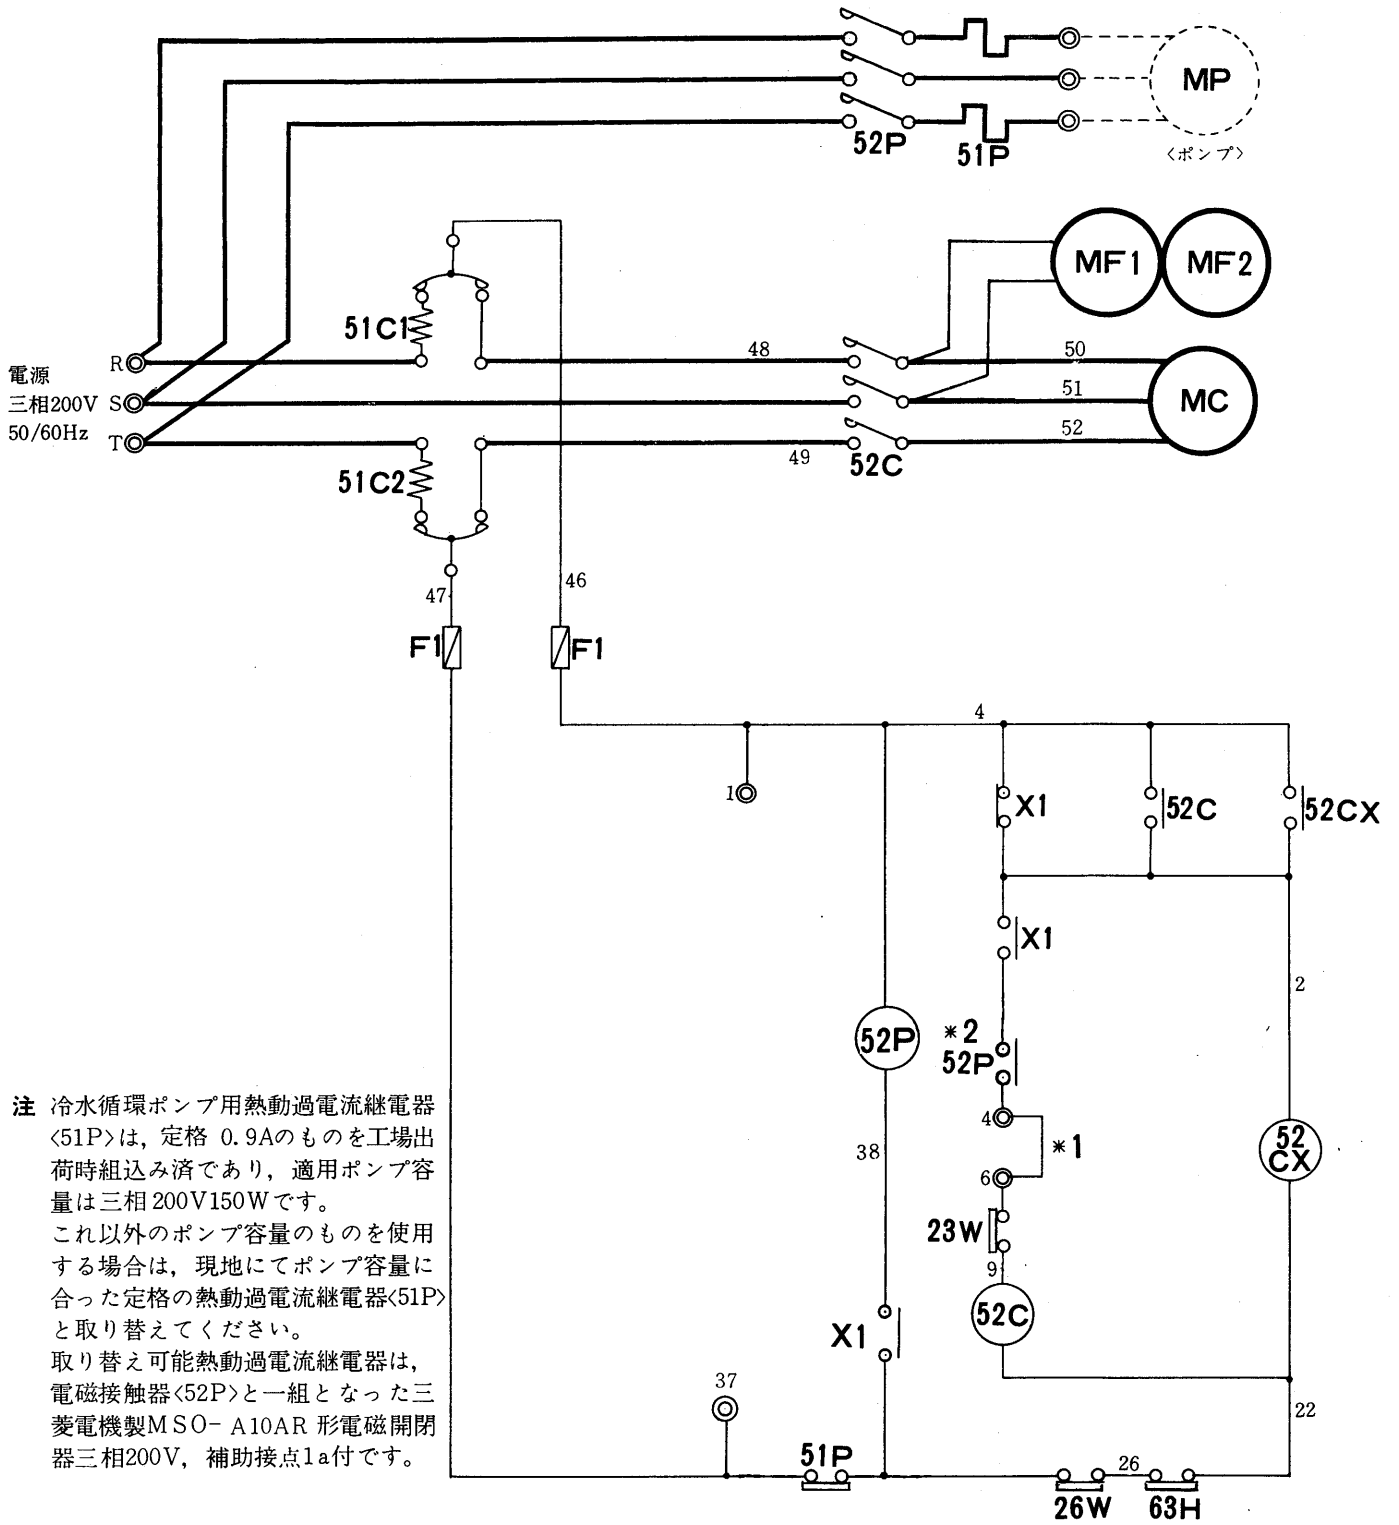 MP
52P
51P
〈ポンプ〉
MF1
MF2
51C1
R
48
50
電源
三相200V
S
51
MC
50/60Hz
T
49
52
52C
51C2
46
47
F1
F1
4
1
X1
52C
52CX
X1
2
52P
*2
52P
4
*1
38
6
52
CX
23W
9
52C
X1
37
22
51P
26
26W
63H
注 冷水循環ポンプ用熱動過電流継電器
〈51P〉は，定格 0.9Aのものを工場出
荷時組込み済であり，適用ポンプ容
量は三相200V150Wです。
これ以外のポンプ容量のものを使用
する場合は，現地にてポンプ容量に
合った定格の熱動過電流継電器〈51P〉
と取り替えてください。
取り替え可能熱動過電流継電器は，
電磁接触器〈52P〉と一組となった三
菱電機製MSO-A10AR 形電磁開閉
器三相200V，補助接点1a付です。